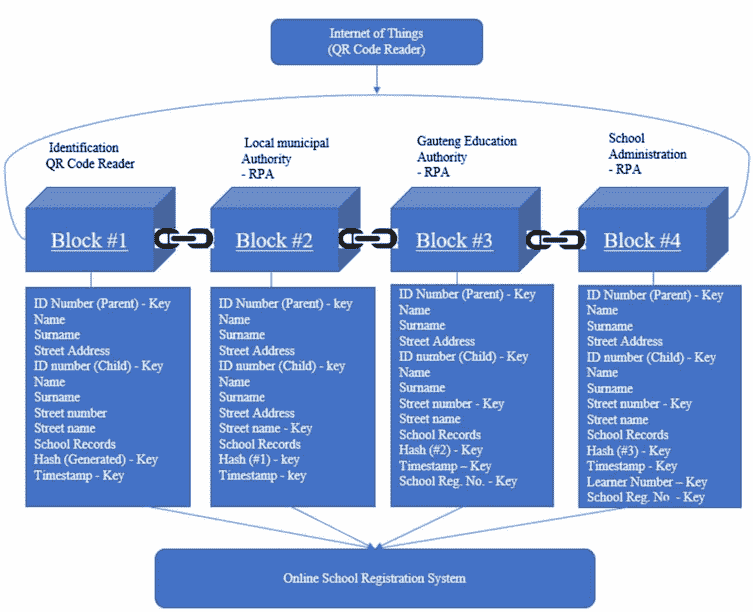 Internet of Things
(QR Code Reader)
Identification
QR Code Reader
Local municipal
Authority
- RPA
Gauteng Education
Authority
- RPA
School
Administration
- RPA
Block #1
Block #2
Block #3
Block #4
ID Number (Parent) - Key
Name
Surname
Street Address
ID number (Child) - Key
Name
Surname
Street number
Street name
School Records
Hash (Generated) - Key
Timestamp - Key
ID Number (Parent) - key
Name
Surname
Street Address
ID number (Child) - key
Name
Surname
Street Address
Street name - Key
School Records
Hash (#1) - key
Timestamp - key
ID Number (Parent) - Key
Name
Surname
Street Address
ID number (Child) - Key
Name
Surname
Street number - Key
Street name
School Records
Hash (#2) - Key
Timestamp – Key
School Reg. No. - Key
ID Number (Parent) - Key
Name
Surname
Street Address
ID number (Child) - Key
Name
Surname
Street number - Key
Street name
School Records
Hash (#3) - Key
Timestamp - Key
Learner Number – Key
School Reg. No - Key
Online School Registration System